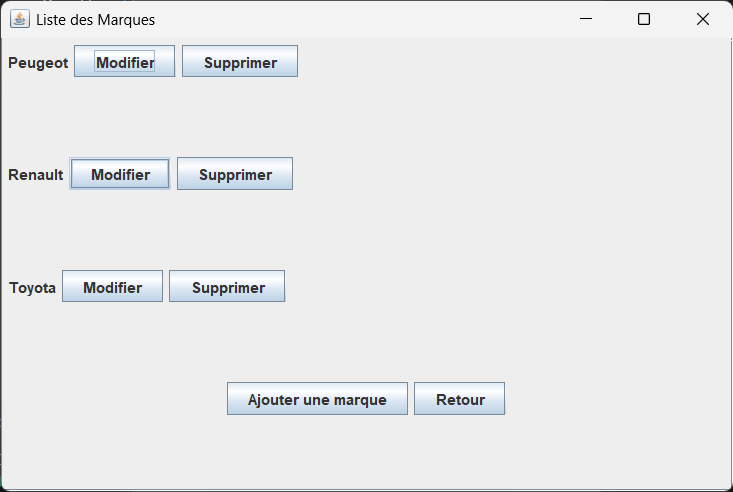 Liste des Marques
Peugeot Modifier Supprimer
Renault Modifier Supprimer
Toyota Modifier Supprimer
Ajouter une marque Retour